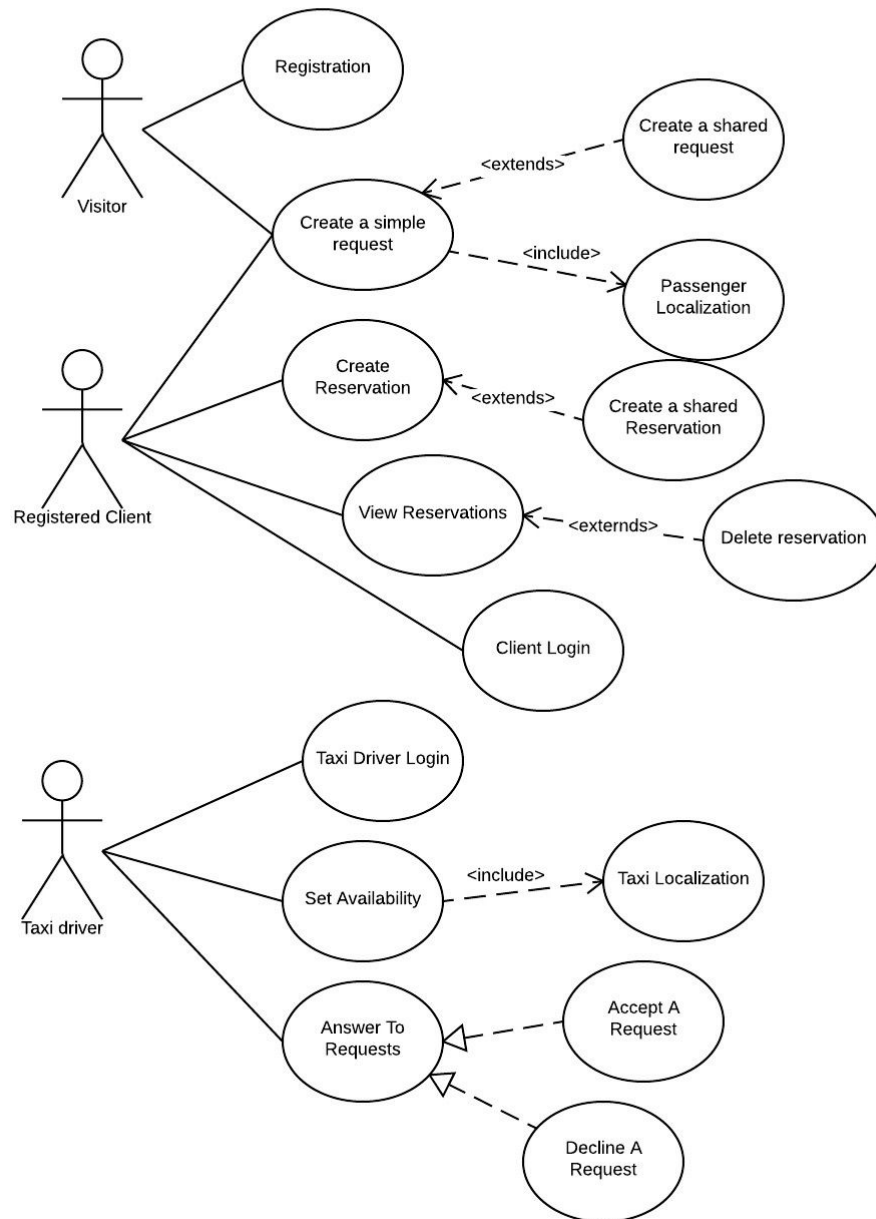 Registration
Create a shared
request
<extends>
Visitor
Create a simple
request
<include>
Passenger
Localization
Create
Reservation
<extends>
Create a shared
Reservation
Registered Client
View Reservations
<externds>
Delete reservation
Client Login
Taxi Driver Login
Taxi driver
Set Availability
<include>
Taxi Localization
Answer To
Requests
Accept A
Request
Decline A
Request